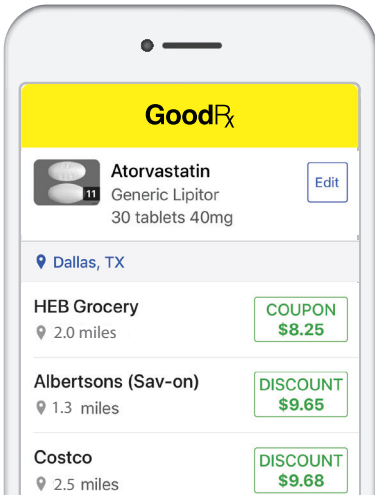 GoodRx
Atorvastatin
Generic Lipitor
30 tablets 40mg
11
Edit
Dallas, TX
HEB Grocery
2.0 miles
COUPON
$8.25
Albertsons (Sav-on)
1.3 miles
DISCOUNT
$9.65
Costco
2.5 miles
DISCOUNT
$9.68